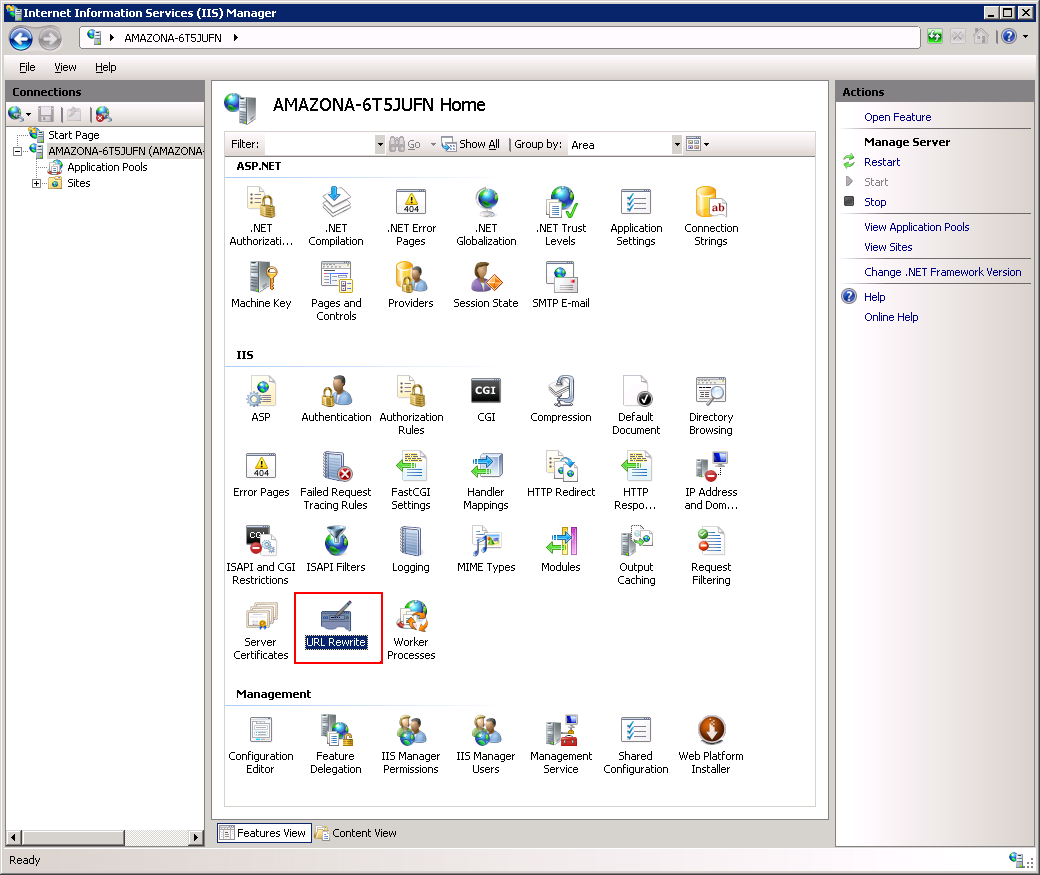 Internet Information Services (IIS) Manager
AMAZONA-6T5JUFN
File View Help
Connections
Start Page
AMAZONA-6T5JUFN (AMAZONA-
Application Pools
Sites
AMAZONA-6T5JUFN Home
Filter: Go Show All Group by: Area
ASP.NET
.NET Authorizati...
.NET Compilation
.NET Error Pages
.NET Globalization
.NET Trust Levels
Application Settings
Connection Strings
Machine Key
Pages and Controls
Providers
Session State
SMTP E-mail
IIS
ASP
Authentication
Authorization Rules
CGI
CGI
Compression
Default Document
Directory Browsing
404
Error Pages
Failed Request Tracing Rules
FastCGI Settings
Handler Mappings
HTTP Redirect
HTTP Respo...
IP Address and Dom...
ISAPI and CGI Restrictions
ISAPI Filters
Logging
MIME Types
Modules
Output Caching
Request Filtering
Server Certificates
URL Rewrite
Worker Processes
Management
Configuration Editor
Feature Delegation
IIS Manager Permissions
IIS Manager Users
Management Service
Shared Configuration
Web Platform Installer
Features View
Content View
Actions
Open Feature
Manage Server
Restart
Start
Stop
View Application Pools
View Sites
Change .NET Framework Version
Help
Online Help
Ready